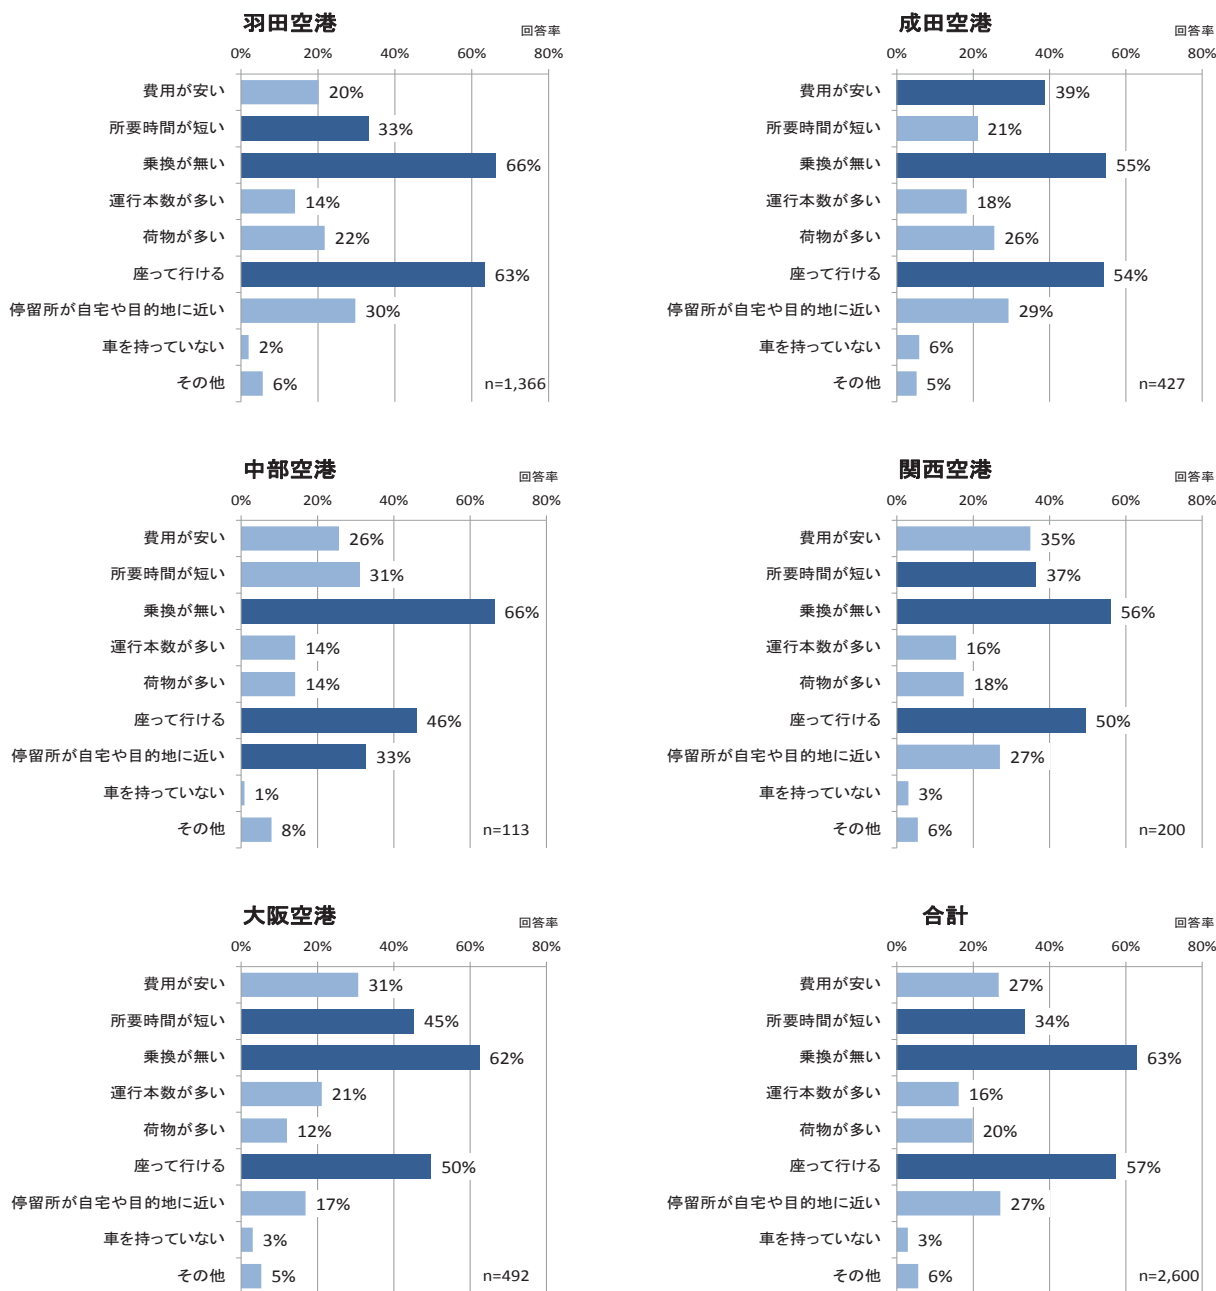 羽田空港
回答率
0% 20% 40% 60% 80%
費用が安い 20%
所要時間が短い 33%
乗換が無い 66%
運行本数が多い 14%
荷物が多い 22%
座って行ける 63%
停留所が自宅や目的地に近い 30%
車を持っていない 2%
その他 6% n=1,366
成田空港
回答率
0% 20% 40% 60% 80%
費用が安い 39%
所要時間が短い 21%
乗換が無い 55%
運行本数が多い 18%
荷物が多い 26%
座って行ける 54%
停留所が自宅や目的地に近い 29%
車を持っていない 6%
その他 5% n=427
中部空港
回答率
0% 20% 40% 60% 80%
費用が安い 26%
所要時間が短い 31%
乗換が無い 66%
運行本数が多い 14%
荷物が多い 14%
座って行ける 46%
停留所が自宅や目的地に近い 33%
車を持っていない 1%
その他 8% n=113
関西空港
回答率
0% 20% 40% 60% 80%
費用が安い 35%
所要時間が短い 37%
乗換が無い 56%
運行本数が多い 16%
荷物が多い 18%
座って行ける 50%
停留所が自宅や目的地に近い 27%
車を持っていない 3%
その他 6% n=200
大阪空港
回答率
0% 20% 40% 60% 80%
費用が安い 31%
所要時間が短い 45%
乗換が無い 62%
運行本数が多い 21%
荷物が多い 12%
座って行ける 50%
停留所が自宅や目的地に近い 17%
車を持っていない 3%
その他 5% n=492
合計
回答率
0% 20% 40% 60% 80%
費用が安い 27%
所要時間が短い 34%
乗換が無い 63%
運行本数が多い 16%
荷物が多い 20%
座って行ける 57%
停留所が自宅や目的地に近い 27%
車を持っていない 3%
その他 6% n=2,600